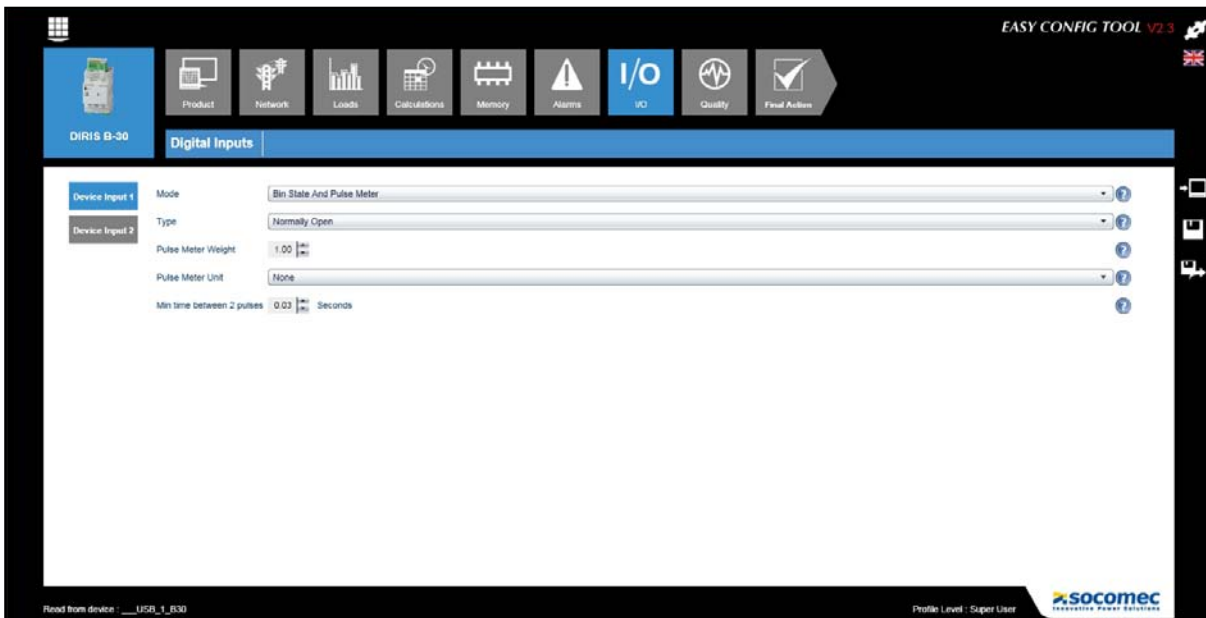 EASY CONFIG TOOL V2.3
Product
Network
Loads
Calculations
Memory
Alarms
I/O
I/O
Quality
Final Action
DIRIS B-30
Digital Inputs
Device Input 1
Mode
Bin State And Pulse Meter
Device Input 2
Type
Normally Open
Pulse Meter Weight
1.00
Pulse Meter Unit
None
Min time between 2 pulses
0.03
Seconds
Read from device : ___USB_1_B30
Profile Level : Super User
socomec
Innovative Power Solutions